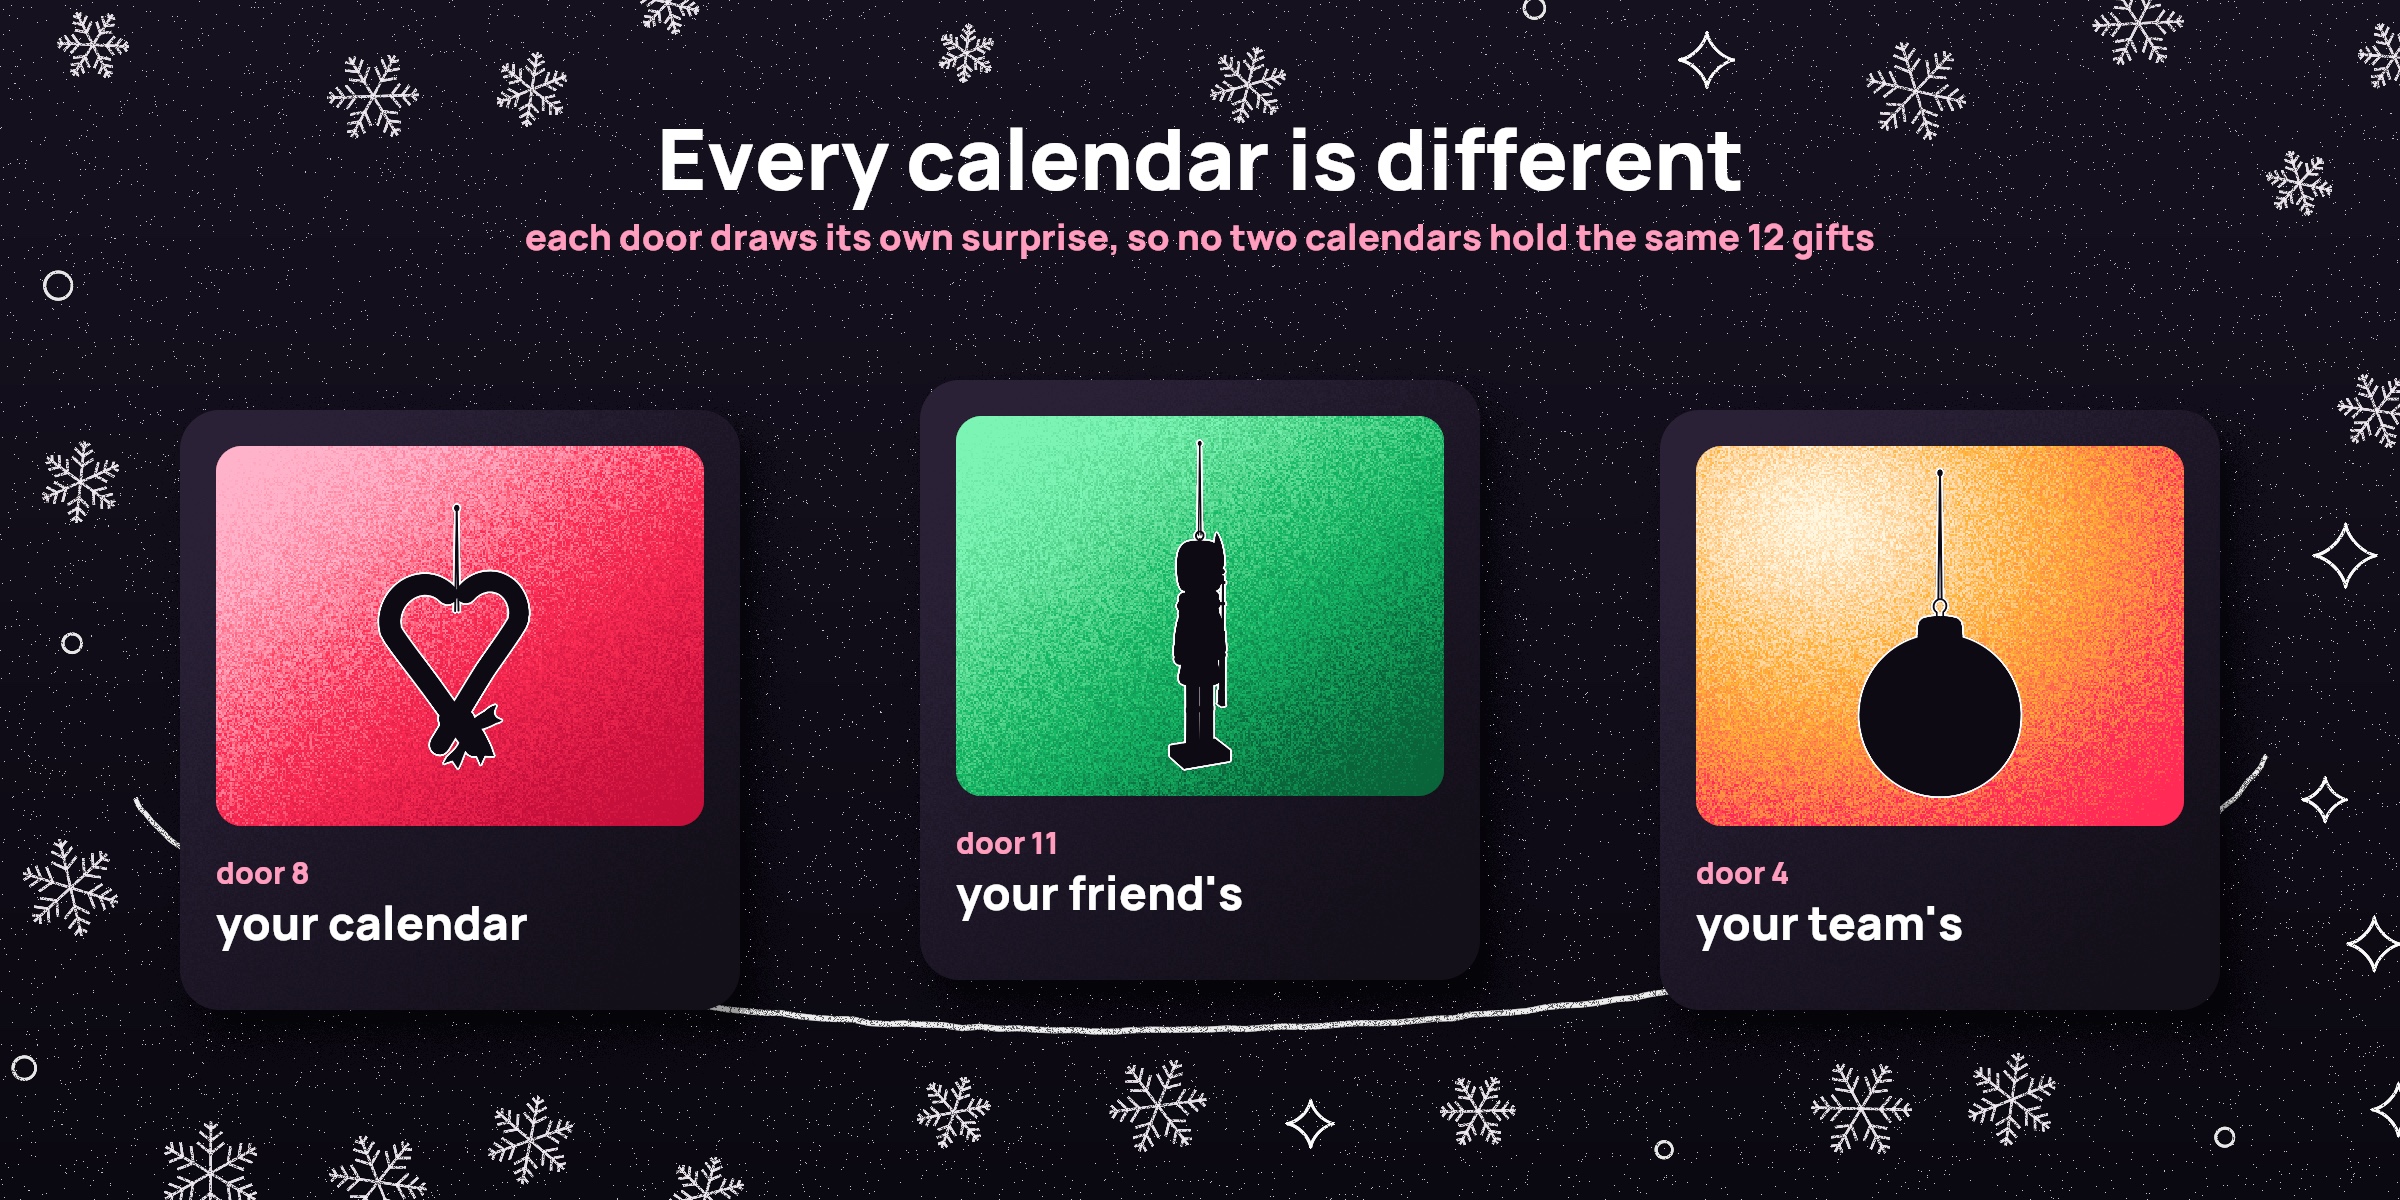 Every calendar is different
each door draws its own surprise, so no two calendars hold the same 12 gifts
door 8
your calendar
door 11
your friend's
door 4
your team's